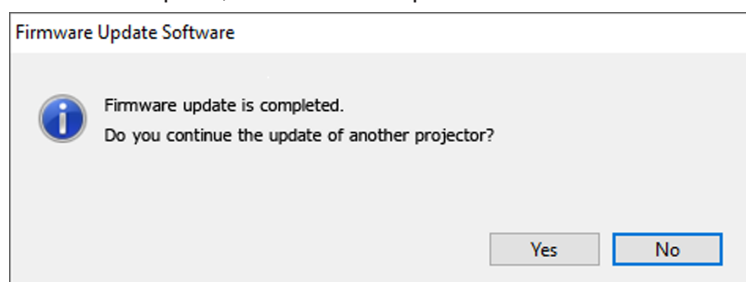 Firmware Update Software
Firmware update is completed.
Do you continue the update of another projector?
Yes No